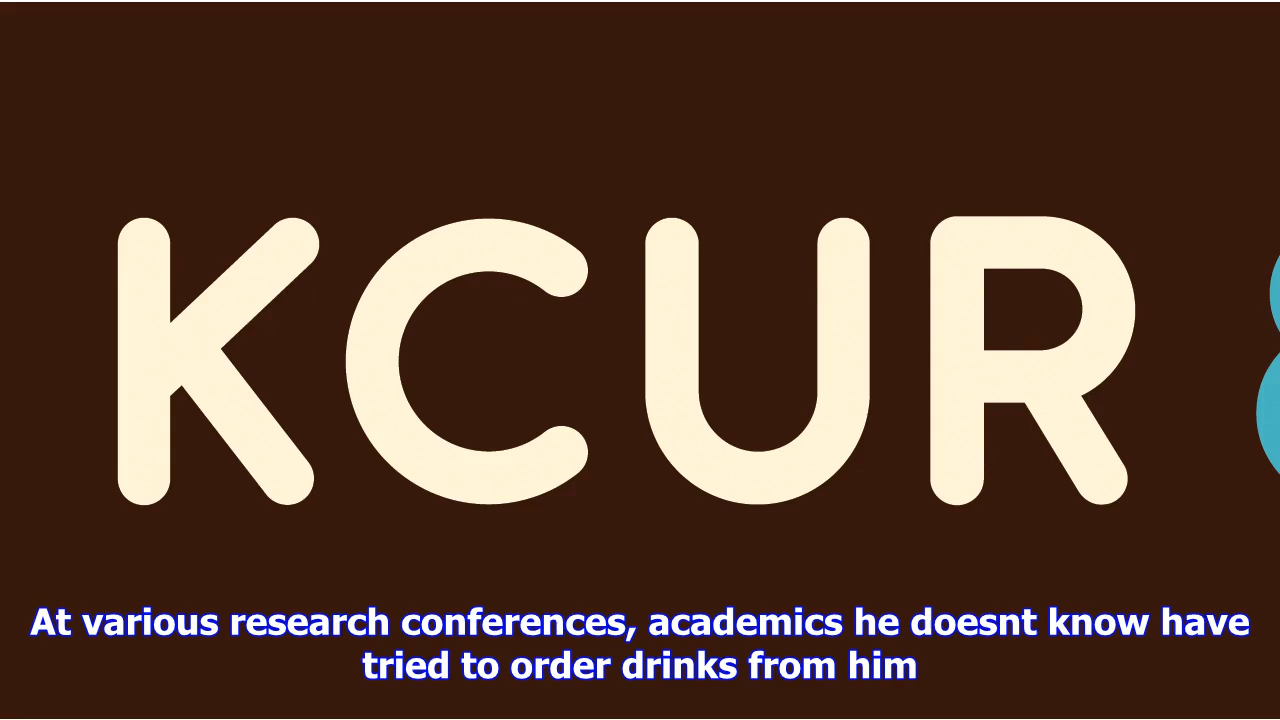 KCUR
At various research conferences, academics he doesnt know have
tried to order drinks from him